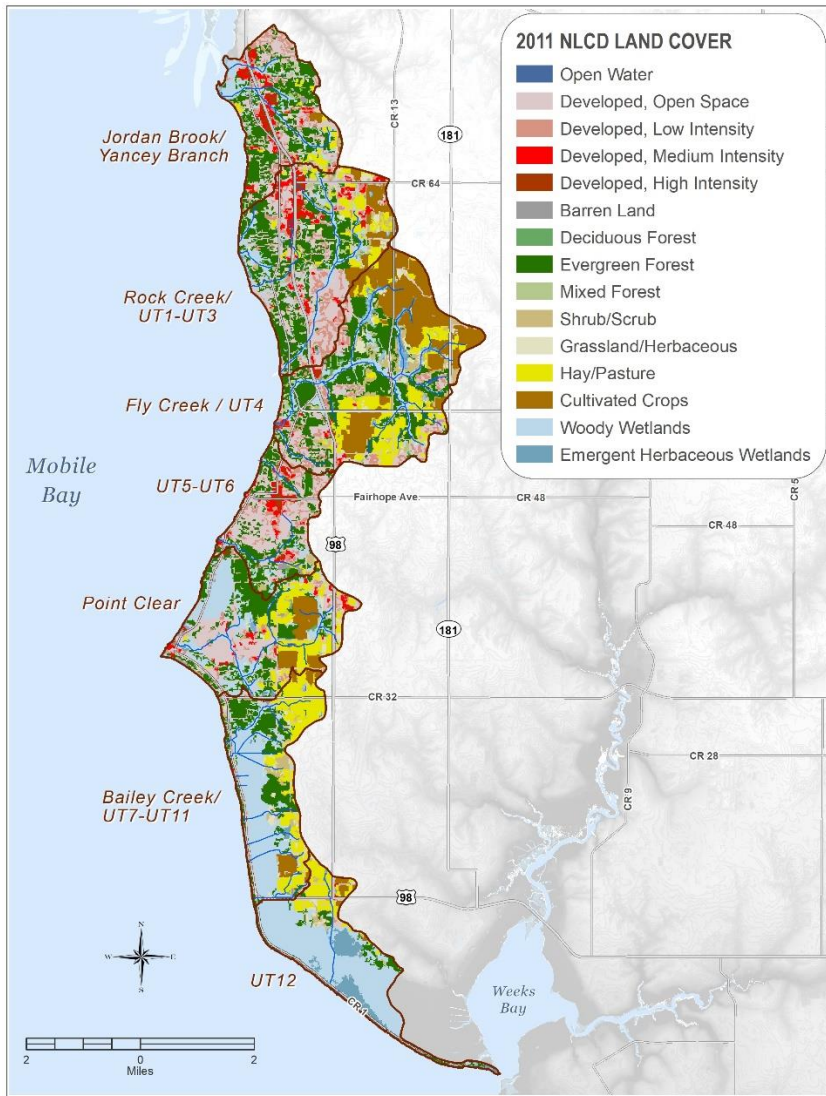 2011 NLCD LAND COVER
Open Water
Developed, Open Space
Developed, Low Intensity
Developed, Medium Intensity
Developed, High Intensity
Barren Land
Deciduous Forest
Evergreen Forest
Mixed Forest
Shrub/Scrub
Grassland/Herbaceous
Hay/Pasture
Cultivated Crops
Woody Wetlands
Emergent Herbaceous Wetlands
CR 13
181
Jordan Brook/
Yancey Branch
CR 64
Rock Creek/
UT1-UT3
Fly Creek / UT4
Mobile
Bay
UT5-UT6
Fairhope Ave.
CR 48
CR 5
CR 48
98
Point Clear
181
CR 32
CR 28
CR 9
Bailey Creek/
UT7-UT11
98
N
W
E
S
UT12
CR 1
Weeks
Bay
2
0
2
Miles